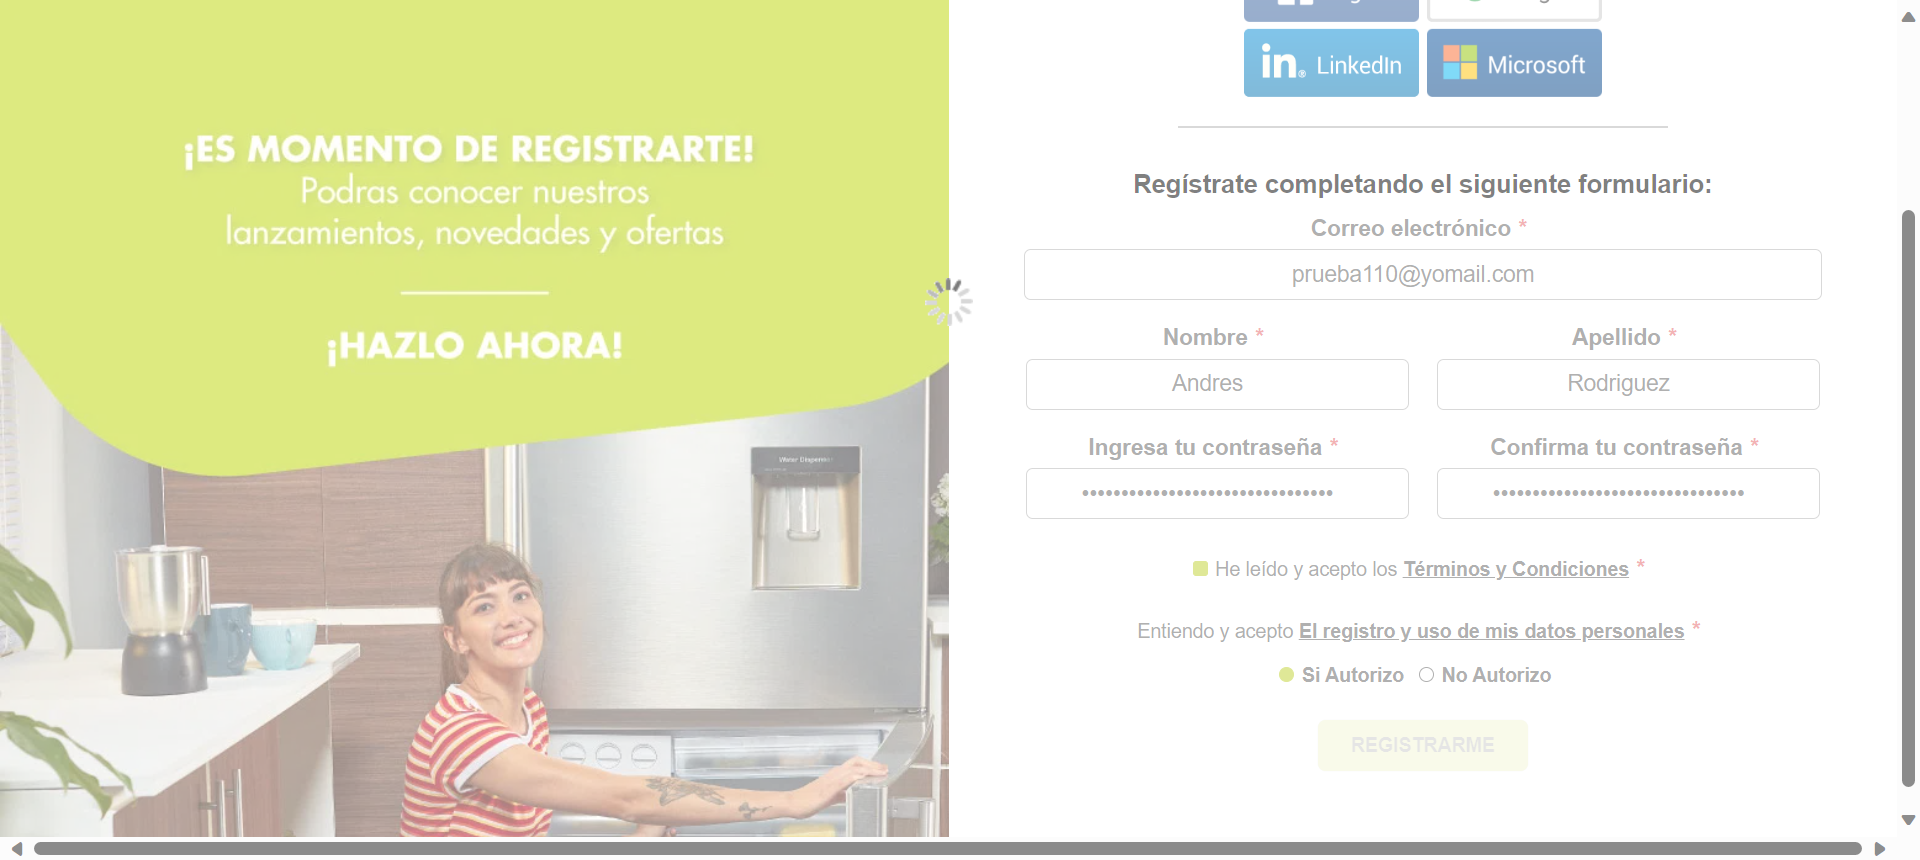 ¡ES MOMENTO DE REGISTRARTE!
Podras conocer nuestros
lanzamientos, novedades y ofertas
¡HAZLO AHORA!
Water Dispenser
in® LinkedIn
Microsoft
Regístrate completando el siguiente formulario:
Correo electrónico *
prueba110@yomail.com
Nombre *
Apellido *
Andres
Rodriguez
Ingresa tu contraseña *
Confirma tu contraseña *
••••••••••••••••••••••••••••••••
••••••••••••••••••••••••••••••••
He leído y acepto los Términos y Condiciones *
Entiendo y acepto El registro y uso de mis datos personales *
Si Autorizo
No Autorizo
REGISTRARME